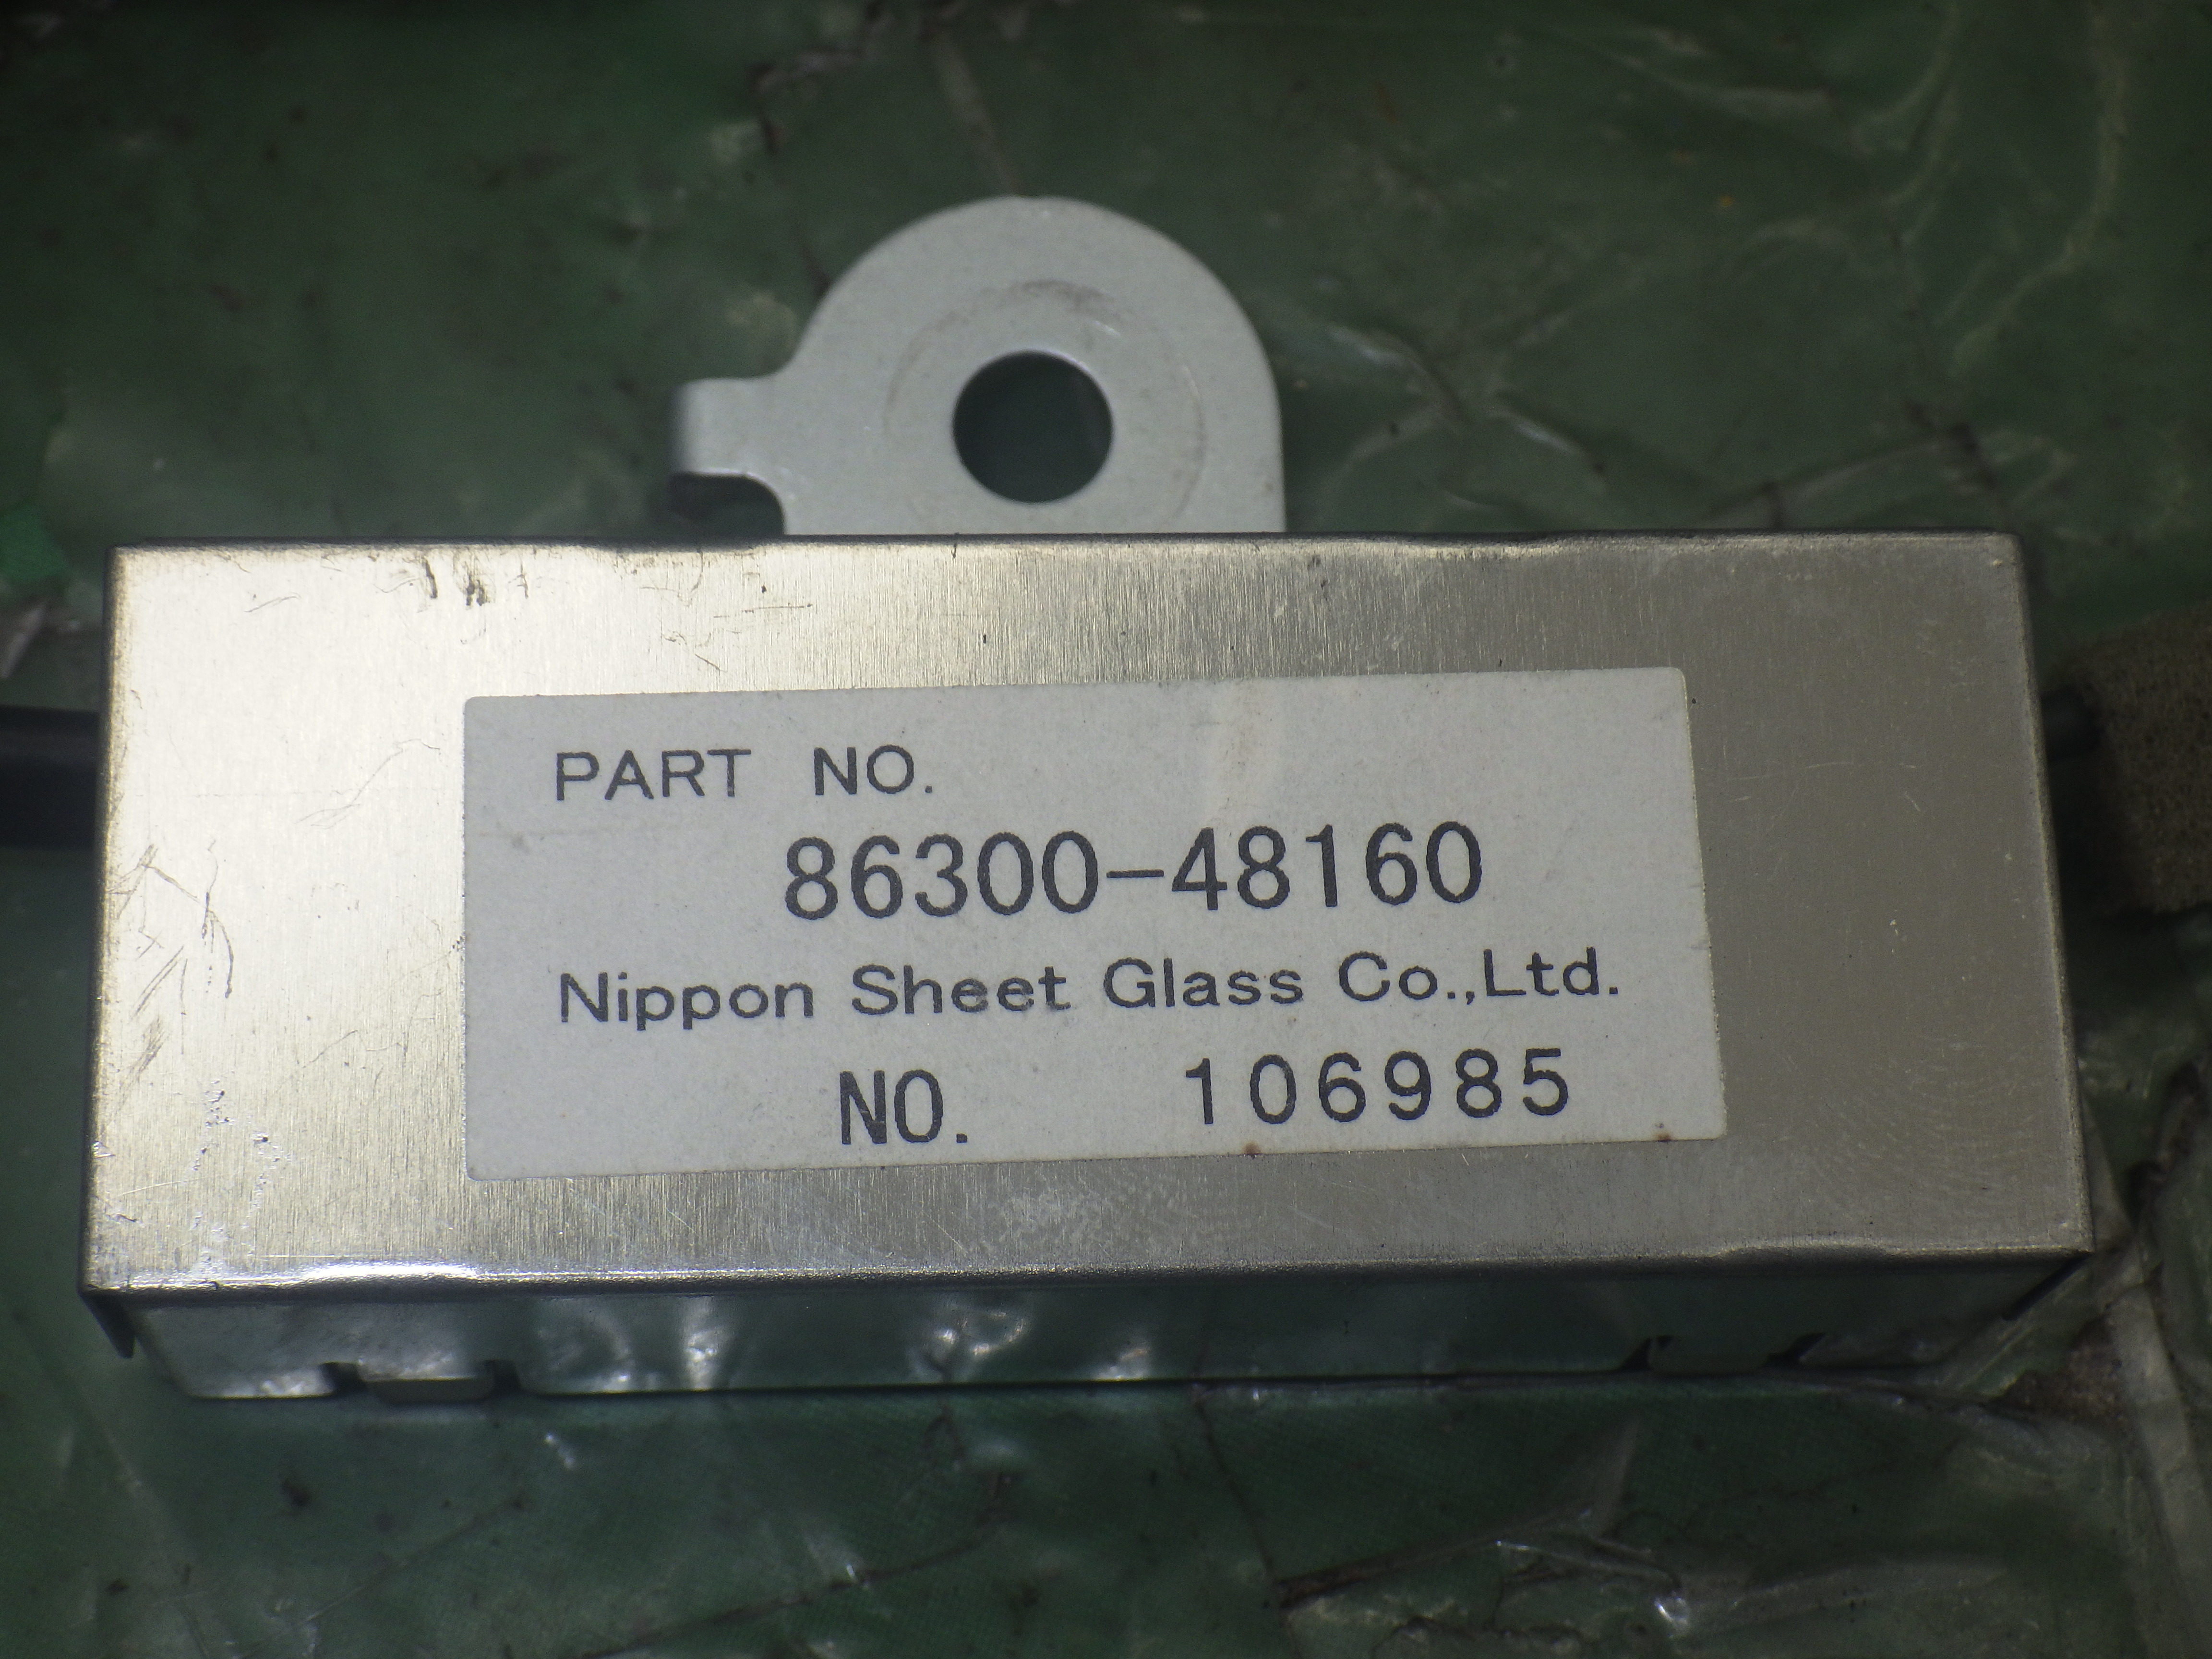 PART NO.
86300-48160
Nippon Sheet Glass Co.,Ltd.
NO. 106985